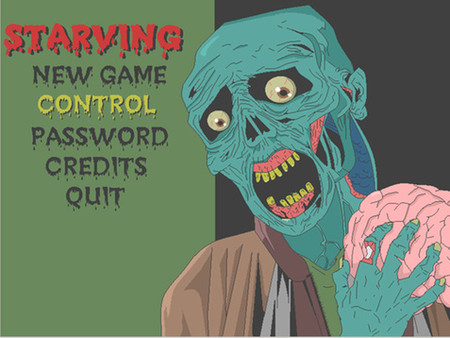 STARVING
NEW GAME
CONTROL
PASSWORD
CREDITS
QUIT